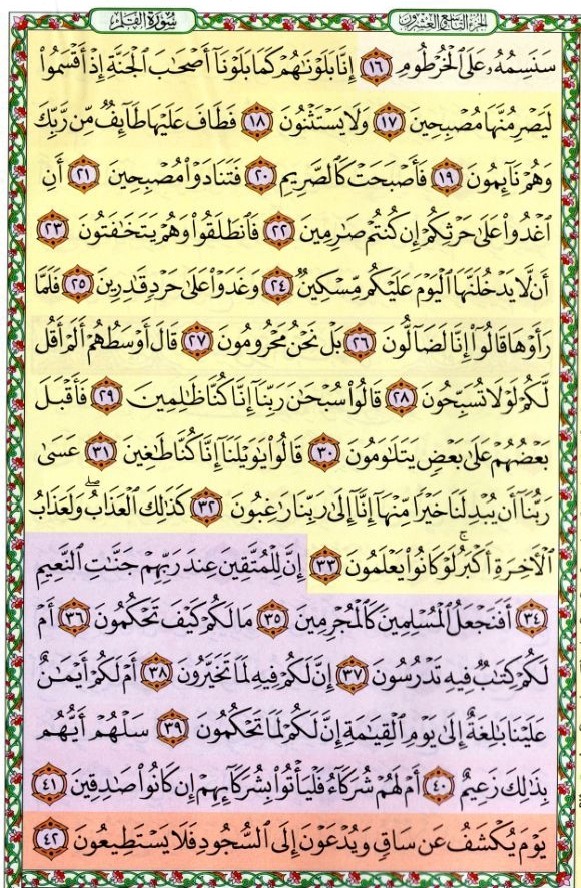 الجزء التاسع والعشرون
سورة القلم
سَنَسِمُهُۥ عَلَى ٱلْخُرْطُومِ ١٦ إِنَّا بَلَوْنَٰهُمْ كَمَا بَلَوْنَآ أَصْحَٰبَ ٱلْجَنَّةِ إِذْ أَقْسَمُوا۟
لَيَصْرِمُنَّهَا مُصْبِحِينَ ١٧ وَلَا يَسْتَثْنُونَ ١٨ فَطَافَ عَلَيْهَا طَآئِفٌ مِّن رَّبِّكَ
وَهُمْ نَآئِمُونَ ١٩ فَأَصْبَحَتْ كَٱلصَّرِيمِ ٢٠ فَتَنَادَوْا۟ مُصْبِحِينَ ٢١ أَنِ
ٱغْدُوا۟ عَلَىٰ حَرْثِكُمْ إِن كُنتُمْ صَٰرِمِينَ ٢٢ فَٱنطَلَقُوا۟ وَهُمْ يَتَخَٰفَتُونَ ٢٣
أَن لَّا يَدْخُلَنَّهَا ٱلْيَوْمَ عَلَيْكُم مِّسْكِينٌ ٢٤ وَغَدَوْا۟ عَلَىٰ حَرْدٍ قَٰدِرِينَ ٢٥ فَلَمَّا
رَأَوْهَا قَالُوٓا۟ إِنَّا لَضَآلُّونَ ٢٦ بَلْ نَحْنُ مَحْرُومُونَ ٢٧ قَالَ أَوْسَطُهُمْ أَلَمْ أَقُل
لَّكُمْ لَوْلَا تُسَبِّحُونَ ٢٨ قَالُوا۟ سُبْحَٰنَ رَبِّنَآ إِنَّا كُنَّا ظَٰلِمِينَ ٢٩ فَأَقْبَلَ
بَعْضُهُمْ عَلَىٰ بَعْضٍ يَتَلَٰوَمُونَ ٣٠ قَالُوا۟ يَٰوَيْلَنَآ إِنَّا كُنَّا طَٰغِينَ ٣١ عَسَىٰ
رَبُّنَآ أَن يُبْدِلَنَا خَيْرًا مِّنْهَآ إِنَّآ إِلَىٰ رَبِّنَا رَٰغِبُونَ ٣٢ كَذَٰلِكَ ٱلْعَذَابُ ۖ وَلَعَذَابُ
ٱلْءَاخِرَةِ أَكْبَرُ ۚ لَوْ كَانُوا۟ يَعْلَمُونَ ٣٣ إِنَّ لِلْمُتَّقِينَ عِندَ رَبِّهِمْ جَنَّٰتِ ٱلنَّعِيمِ
٣٤ أَفَنَجْعَلُ ٱلْمُسْلِمِينَ كَٱلْمُجْرِمِينَ ٣٥ مَا لَكُمْ كَيْفَ تَحْكُمُونَ ٣٦ أَمْ
لَكُمْ كِتَٰبٌ فِيهِ تَدْرُسُونَ ٣٧ إِنَّ لَكُمْ فِيهِ لَمَا تَخَيَّرُونَ ٣٨ أَمْ لَكُمْ أَيْمَٰنٌ
عَلَيْنَا بَٰلِغَةٌ إِلَىٰ يَوْمِ ٱلْقِيَٰمَةِ إِنَّ لَكُمْ لَمَا تَحْكُمُونَ ٣٩ سَلْهُمْ أَيُّهُم
بِذَٰلِكَ زَعِيمٌ ٤٠ أَمْ لَهُمْ شُرَكَآءُ فَلْيَأْتُوا۟ بِشُرَكَآئِهِمْ إِن كَانُوا۟ صَٰدِقِينَ ٤١
يَوْمَ يُكْشَفُ عَن سَاقٍ وَيُدْعَوْنَ إِلَى ٱلسُّجُودِ فَلَا يَسْتَطِيعُونَ ٤٢